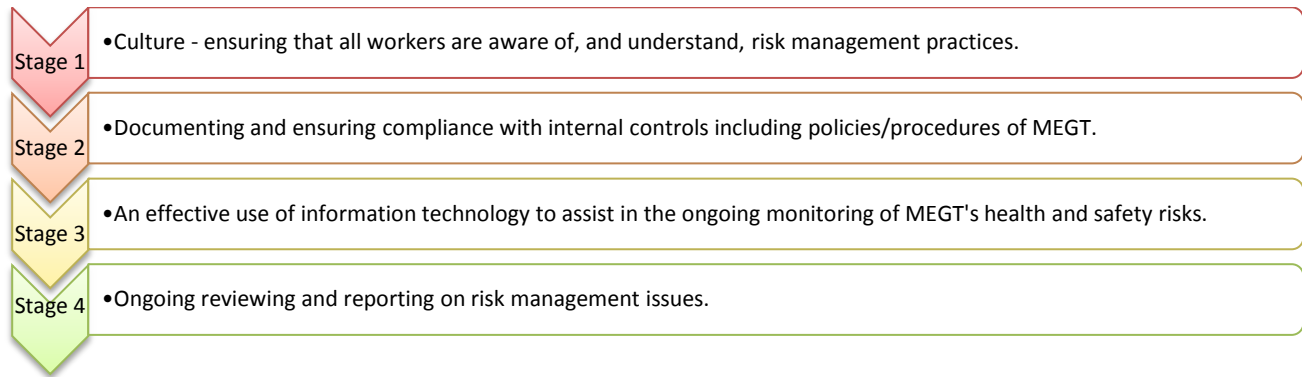 Stage 1
•Culture - ensuring that all workers are aware of, and understand, risk management practices.
Stage 2
•Documenting and ensuring compliance with internal controls including policies/procedures of MEGT.
Stage 3
•An effective use of information technology to assist in the ongoing monitoring of MEGT's health and safety risks.
Stage 4
•Ongoing reviewing and reporting on risk management issues.